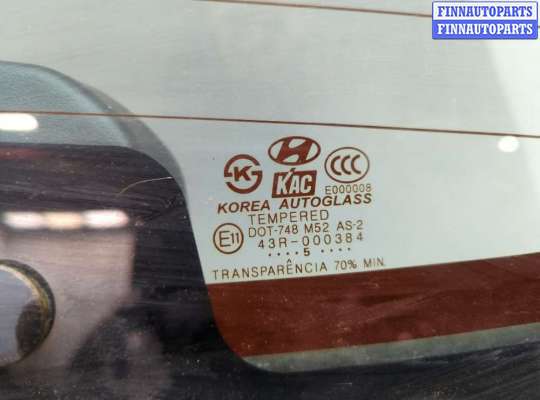 FINNAUTOPARTS
FINNAUTOPARTS
K
CCC
KAC
E000008
KOREA AUTOGLASS
TEMPERED
E11
DOT-748 M52 AS-2
43R-000384
.... 5 ....
TRANSPARÊNCIA 70% MIN.